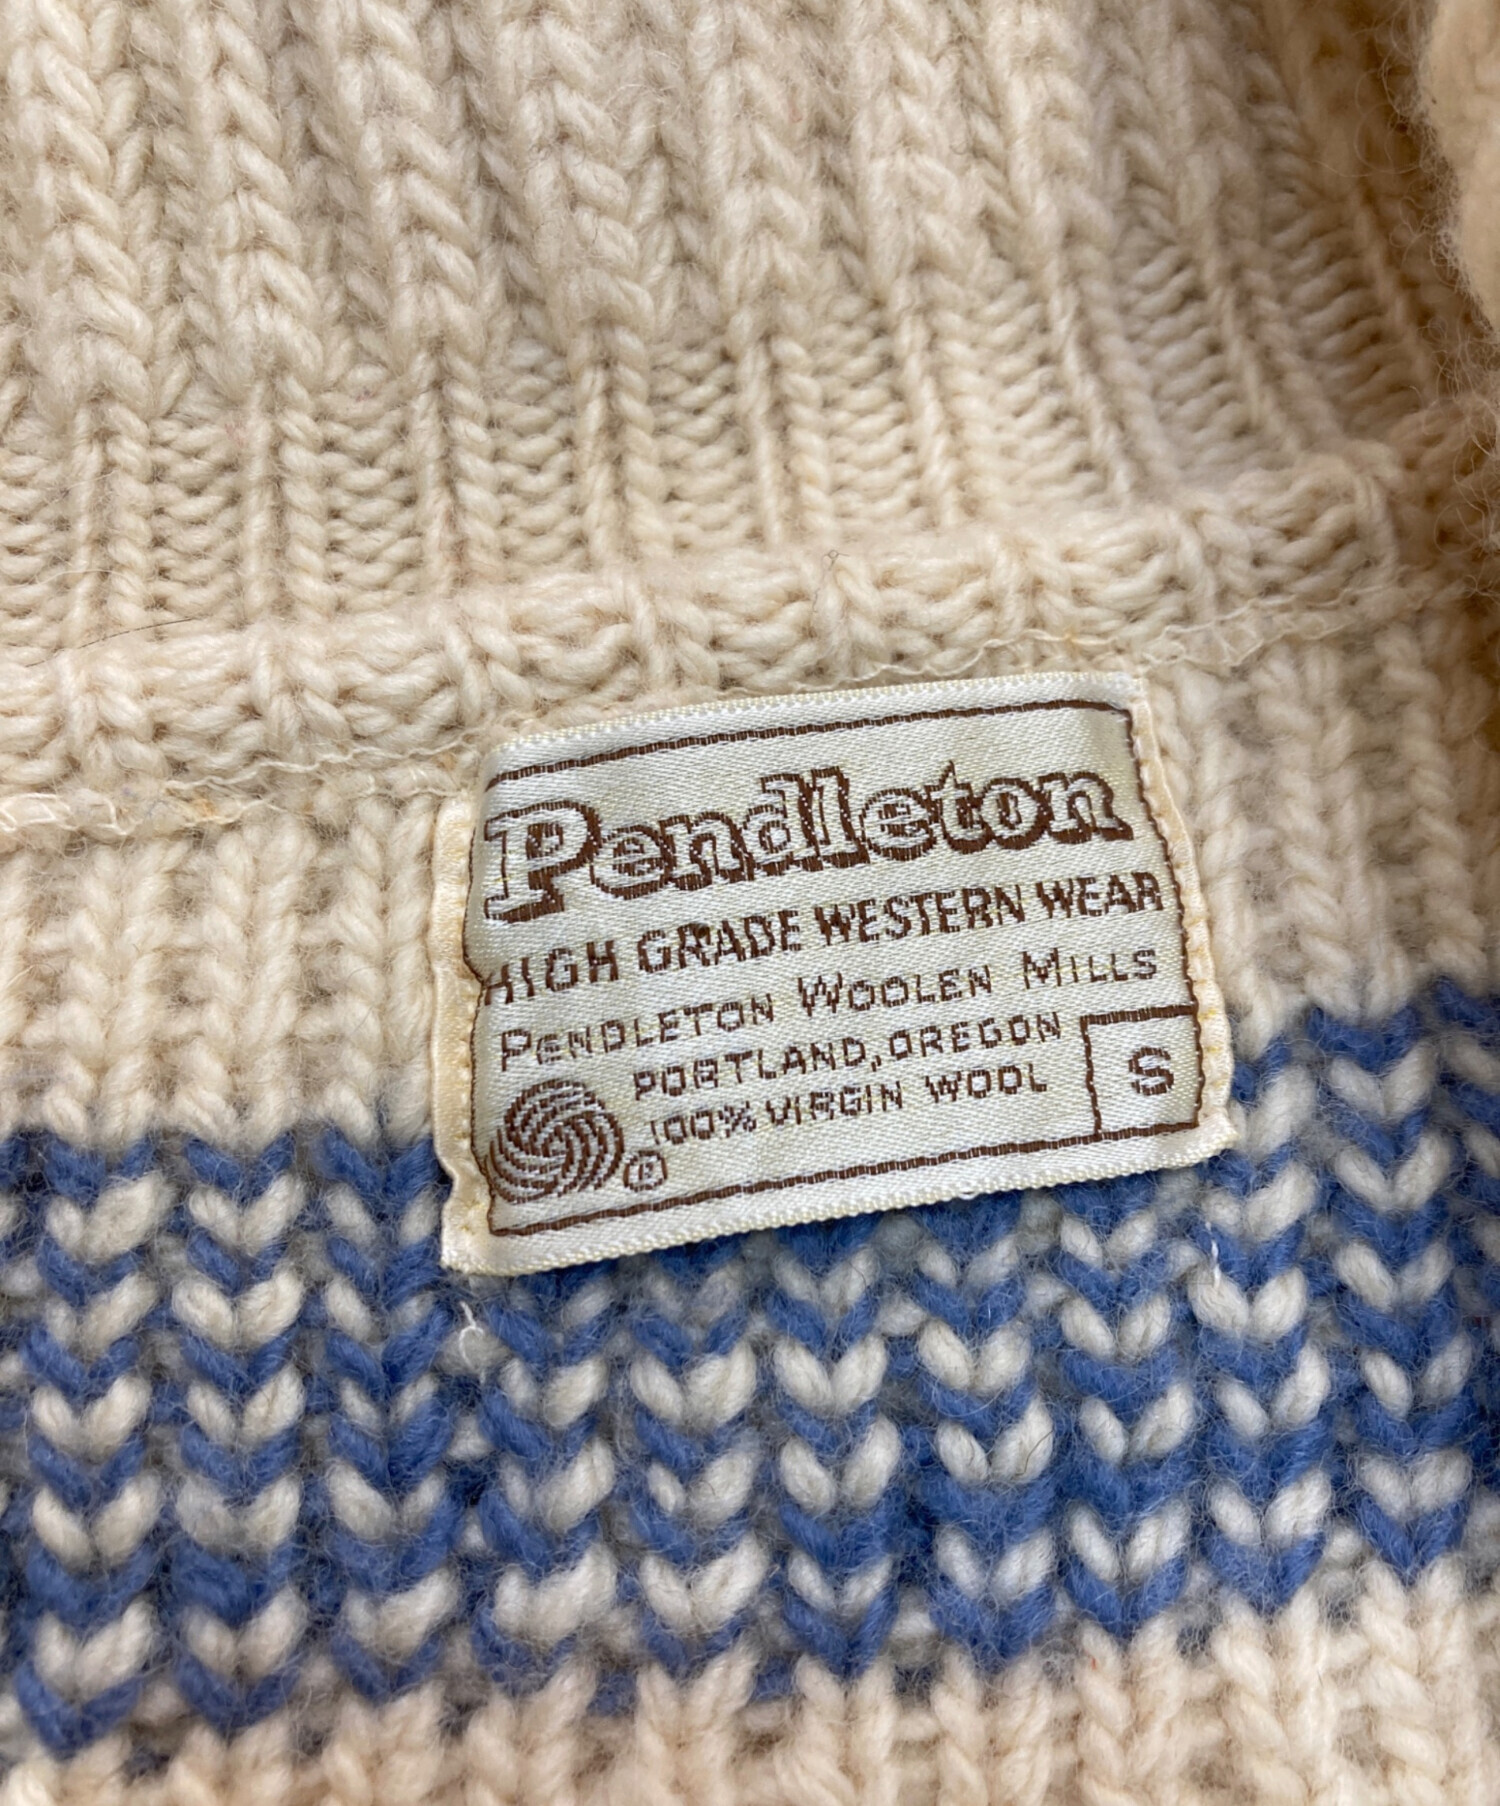 Pendleton
HIGH GRADE WESTERN WEAR
PENDLETON WOOLEN MILLS
PORTLAND, OREGON
100% VIRGIN WOOL
S
®